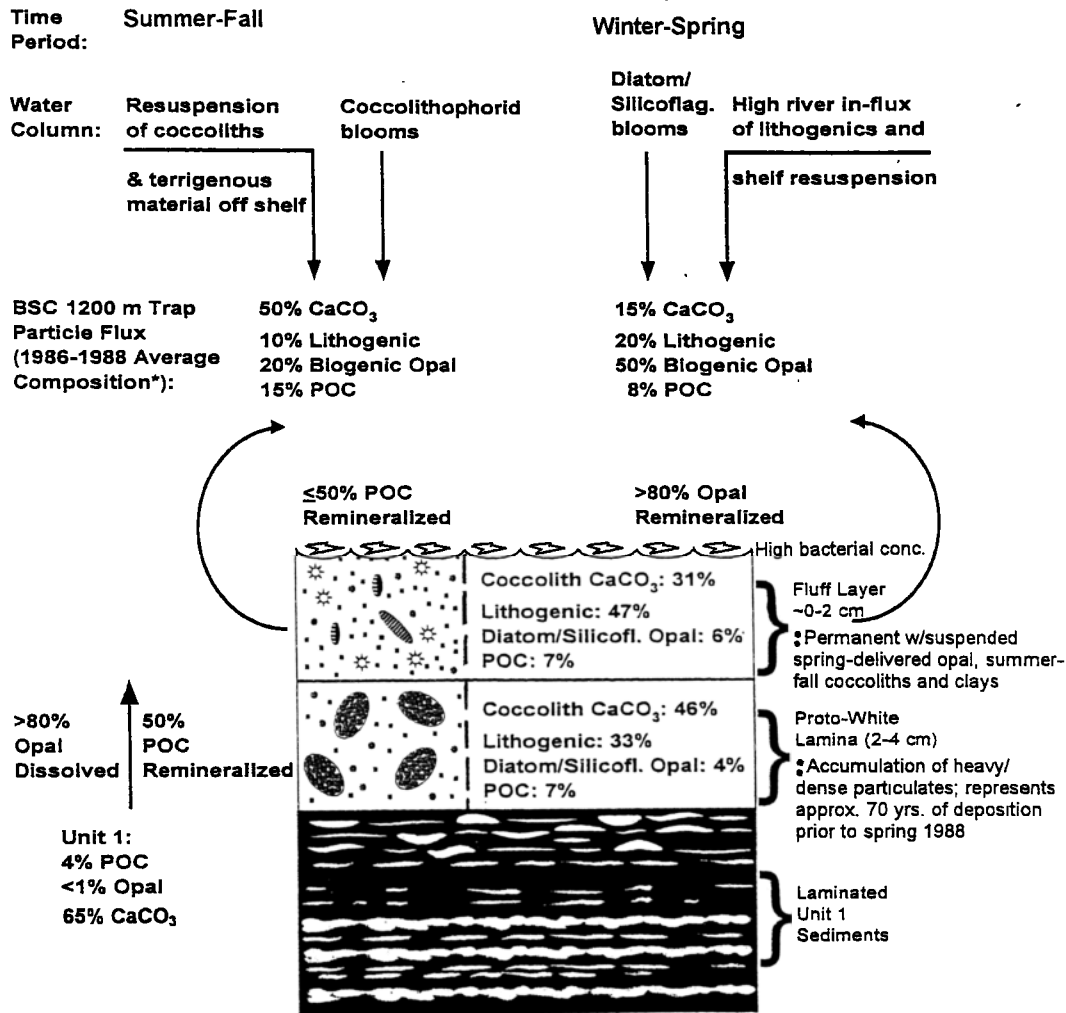 Time
Period:
Summer-Fall
Winter-Spring
Water
Column:
Resuspension
of coccoliths
& terrigenous
material off shelf
Coccolithophorid
blooms
Diatom/
Silicoflag.
blooms
High river in-flux
of lithogenics and
shelf resuspension
BSC 1200 m Trap
Particle Flux
(1986-1988 Average
Composition*):
50% CaCO₃
10% Lithogenic
20% Biogenic Opal
15% POC
15% CaCO₃
20% Lithogenic
50% Biogenic Opal
8% POC
≤50% POC
Remineralized
>80% Opal
Remineralized
High bacterial conc.
Coccolith CaCO₃: 31%
Lithogenic: 47%
Diatom/Silicofl. Opal: 6%
POC: 7%
Fluff Layer
~0-2 cm
:Permanent w/suspended
spring-delivered opal, summer-
fall coccoliths and clays
Coccolith CaCO₃: 46%
Lithogenic: 33%
Diatom/Silicofl. Opal: 4%
POC: 7%
Proto-White
Lamina (2-4 cm)
:Accumulation of heavy/
dense particulates; represents
approx. 70 yrs. of deposition
prior to spring 1988
>80%
Opal
Dissolved
50%
POC
Remineralized
Unit 1:
4% POC
<1% Opal
65% CaCO₃
Laminated
Unit 1
Sediments